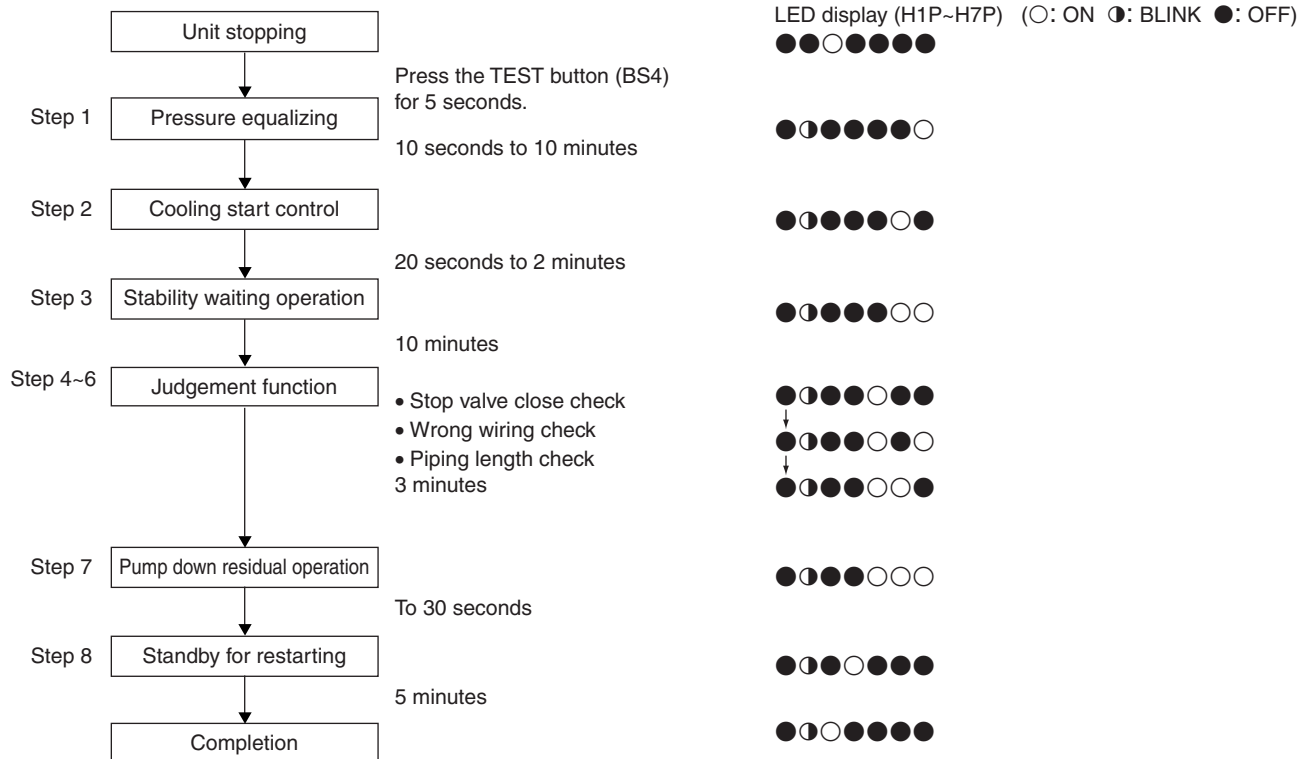 LED display (H1P~H7P) (○: ON ◑: BLINK ●: OFF)
Unit stopping
●●○●●●●
Press the TEST button (BS4)
for 5 seconds.
Step 1 Pressure equalizing
●◑●●●●○
10 seconds to 10 minutes
Step 2 Cooling start control
●◑●●●○●
20 seconds to 2 minutes
Step 3 Stability waiting operation
●◑●●●○○
10 minutes
Step 4~6 Judgement function
• Stop valve close check
●◑●●○●●
• Wrong wiring check
●◑●●○●○
• Piping length check
3 minutes
●◑●●○○●
Step 7 Pump down residual operation
●◑●●○○○
To 30 seconds
Step 8 Standby for restarting
●◑●○●●●
5 minutes
Completion
●◑○●●●●